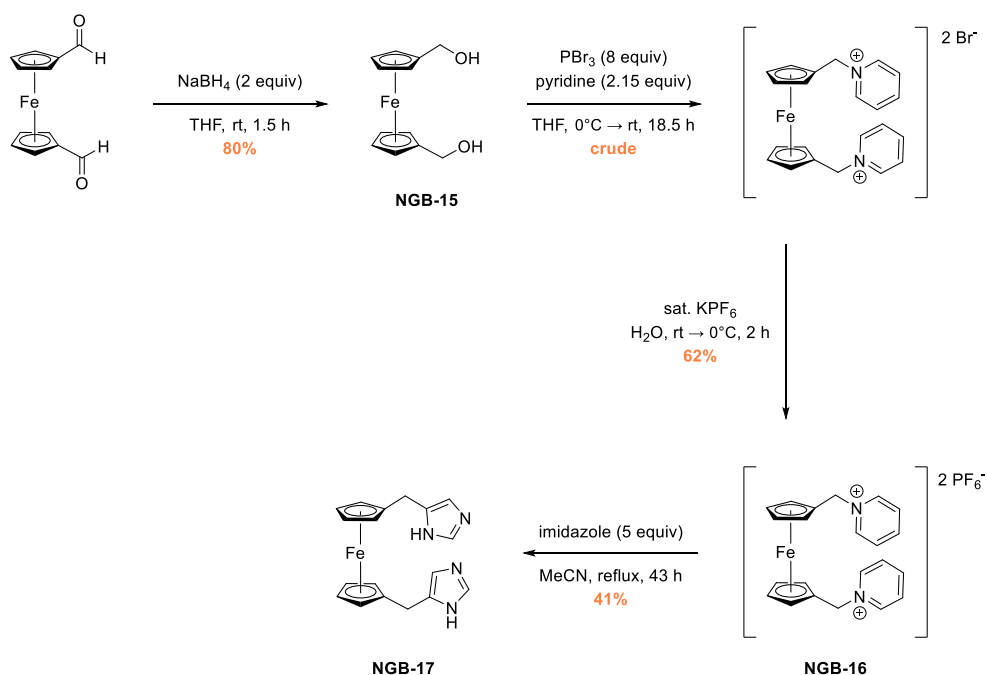 O
H
Fe
H
O
NaBH4 (2 equiv)
THF, rt, 1.5 h
80%
OH
Fe
OH
NGB-15
PBr3 (8 equiv)
pyridine (2.15 equiv)
THF, 0°C → rt, 18.5 h
crude
2 Br-
N
+
Fe
N
+
sat. KPF6
H2O, rt → 0°C, 2 h
62%
2 PF6-
+
N
Fe
N
+
NGB-16
imidazole (5 equiv)
MeCN, reflux, 43 h
41%
N
HN
Fe
N
N
H
NGB-17